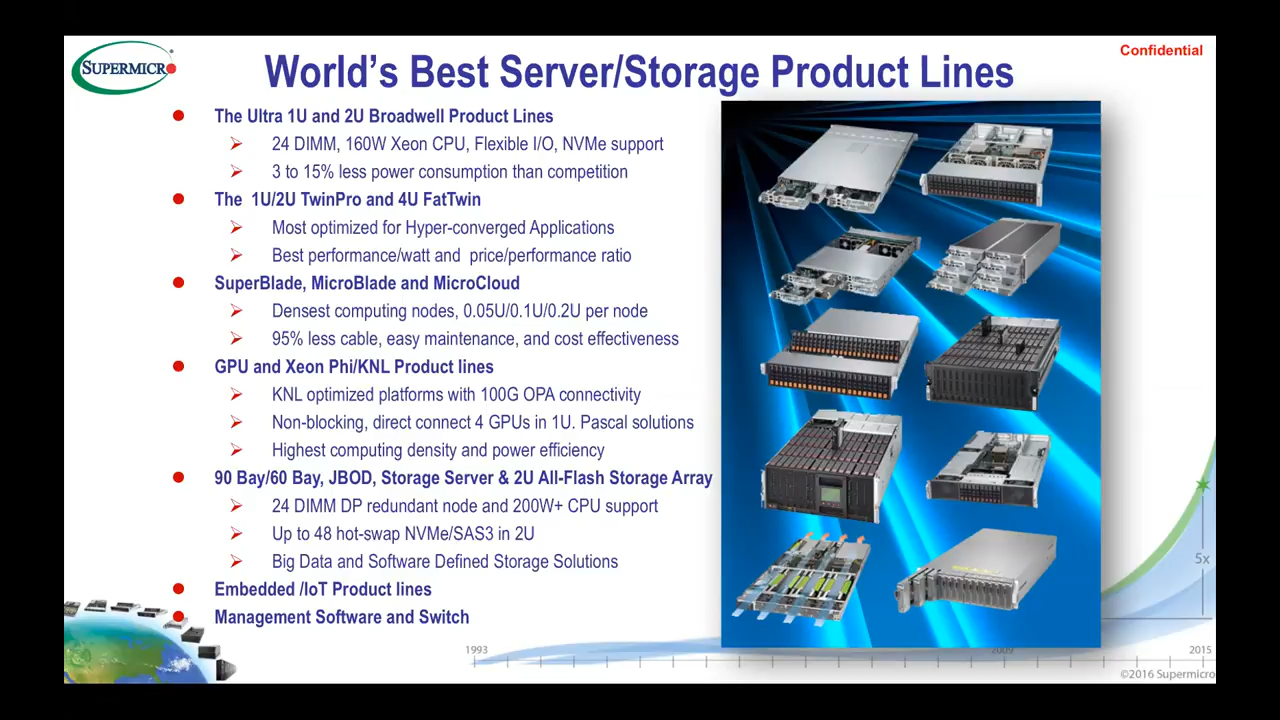 SUPERMICRO
World's Best Server/Storage Product Lines
Confidential
The Ultra 1U and 2U Broadwell Product Lines
24 DIMM, 160W Xeon CPU, Flexible I/O, NVMe support
3 to 15% less power consumption than competition
The 1U/2U TwinPro and 4U FatTwin
Most optimized for Hyper-converged Applications
Best performance/watt and price/performance ratio
SuperBlade, MicroBlade and MicroCloud
Densest computing nodes, 0.05U/0.1U/0.2U per node
95% less cable, easy maintenance, and cost effectiveness
GPU and Xeon Phi/KNL Product lines
KNL optimized platforms with 100G OPA connectivity
Non-blocking, direct connect 4 GPUs in 1U. Pascal solutions
Highest computing density and power efficiency
90 Bay/60 Bay, JBOD, Storage Server & 2U All-Flash Storage Array
24 DIMM DP redundant node and 200W+ CPU support
Up to 48 hot-swap NVMe/SAS3 in 2U
Big Data and Software Defined Storage Solutions
Embedded /IoT Product lines
Management Software and Switch
5x
1993
2009
2015
©2016 Supermicro